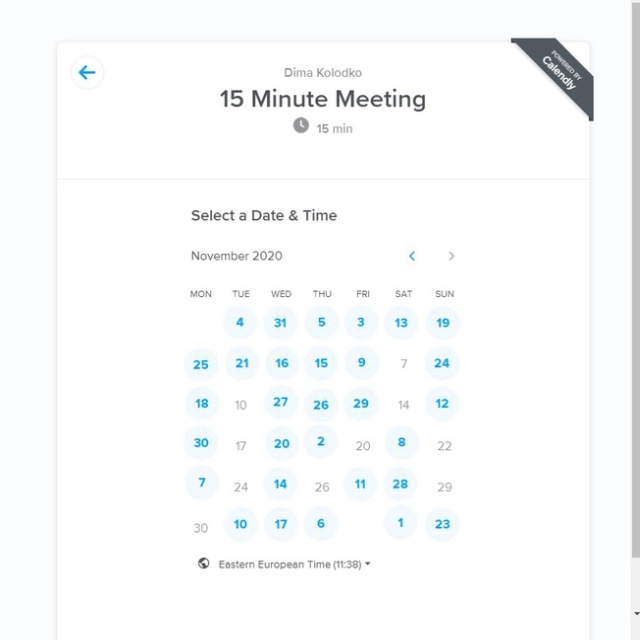 Dima Kolodko
15 Minute Meeting
15 min
POWERED BY
Calendly
Select a Date & Time
November 2020
MON TUE WED THU FRI SAT SUN
4 31 5 3 13 19
25 21 16 15 9 7 24
18 10 27 26 29 14 12
30 17 20 2 20 8 22
7 24 14 26 11 28 29
30 10 17 6 1 23
Eastern European Time (11:38)